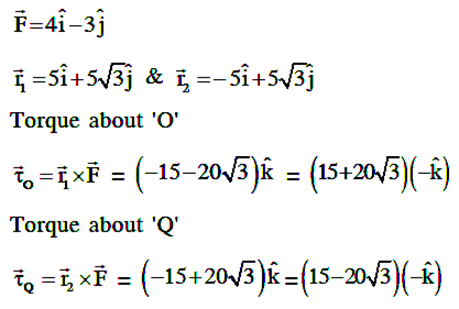 F⃗=4î−3ĵ
r⃗₁=5î+5√3ĵ & r⃗₂=−5î+5√3ĵ
Torque about 'O'
τ⃗_O=r⃗₁×F⃗ = (−15−20√3)k̂ = (15+20√3)(−k̂)
Torque about 'Q'
τ⃗_Q=r⃗₂×F⃗ = (−15+20√3)k̂=(15−20√3)(−k̂)